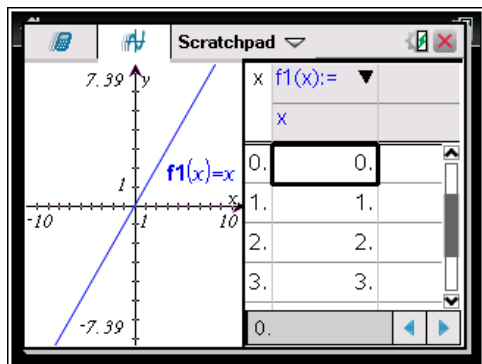 Scratchpad
7.39 y
x f1(x):=
x
f1(x)=x
1
x
-10 1 10
-7.39
0. 0.
1. 1.
2. 2.
3. 3.
0.